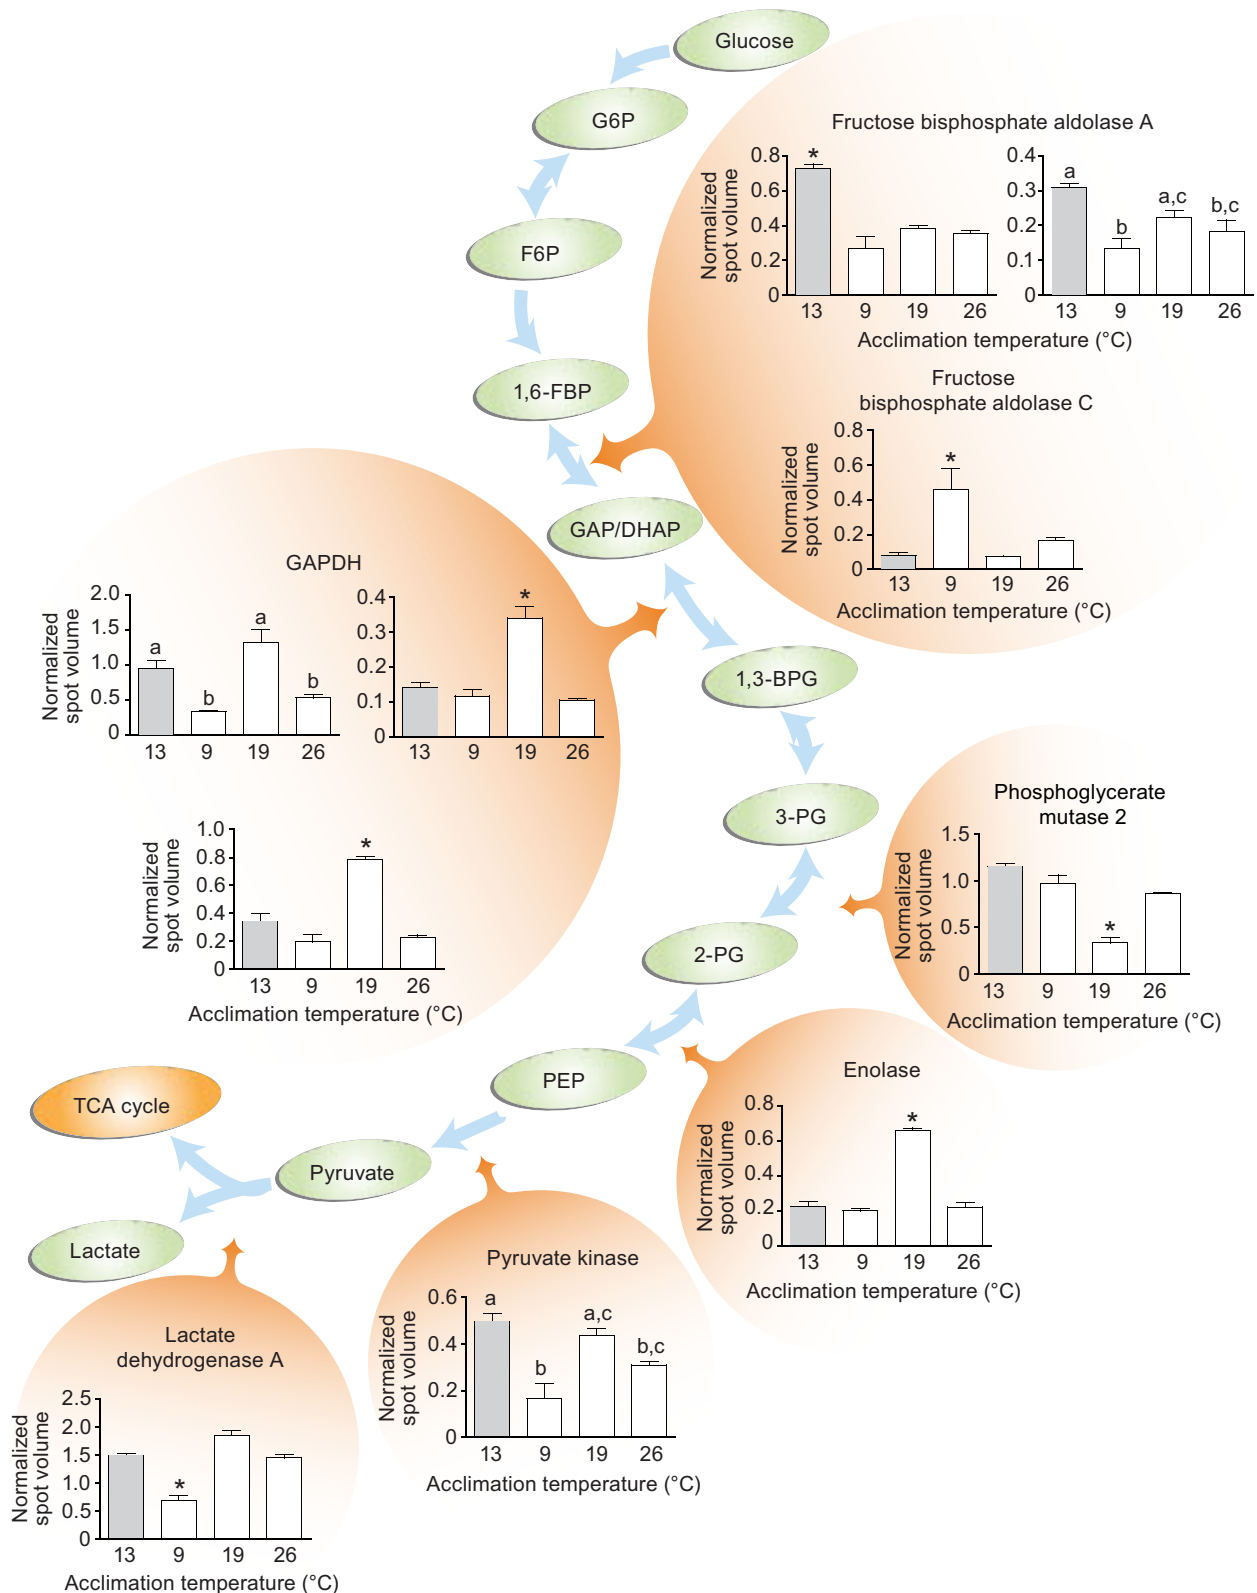 Glucose
G6P
F6P
1,6-FBP
GAP/DHAP
1,3-BPG
3-PG
2-PG
PEP
Pyruvate
TCA cycle
Lactate
Fructose bisphosphate aldolase A
Normalized
spot volume
0.8
0.6
0.4
0.2
0
*
13 9 19 26
0.4
0.3
0.2
0.1
0
a
b
a,c
b,c
13 9 19 26
Acclimation temperature (°C)
Fructose
bisphosphate aldolase C
Normalized
spot volume
0.8
0.6
0.4
0.2
0
*
13 9 19 26
Acclimation temperature (°C)
GAPDH
Normalized
spot volume
2.0
1.5
1.0
0.5
0
a
b
a
b
13 9 19 26
0.4
0.3
0.2
0.1
0
*
13 9 19 26
Normalized
spot volume
1.0
0.8
0.6
0.4
0.2
0
*
13 9 19 26
Acclimation temperature (°C)
Phosphoglycerate
mutase 2
Normalized
spot volume
1.5
1.0
0.5
0
*
13 9 19 26
Acclimation temperature (°C)
Enolase
Normalized
spot volume
0.8
0.6
0.4
0.2
0
*
13 9 19 26
Acclimation temperature (°C)
Pyruvate kinase
Normalized
spot volume
0.6
0.4
0.2
0
a
b
a,c
b,c
13 9 19 26
Acclimation temperature (°C)
Lactate
dehydrogenase A
Normalized
spot volume
2.5
2.0
1.5
1.0
0.5
0
*
13 9 19 26
Acclimation temperature (°C)